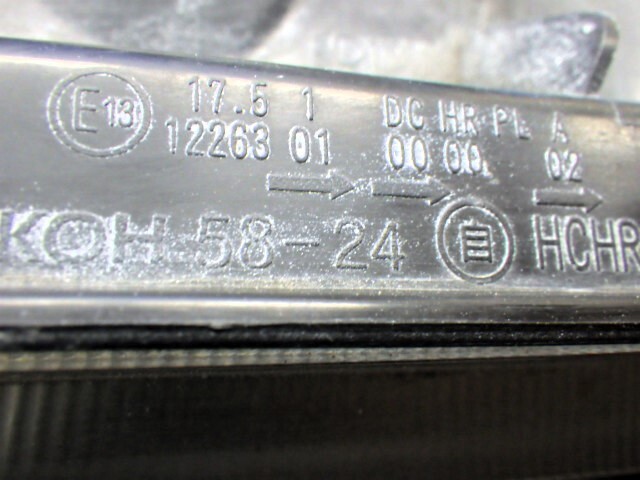 E13 17.5 1 DC HR PL A
12263 01 00 00 02
KOH 58-24 自 HCHR